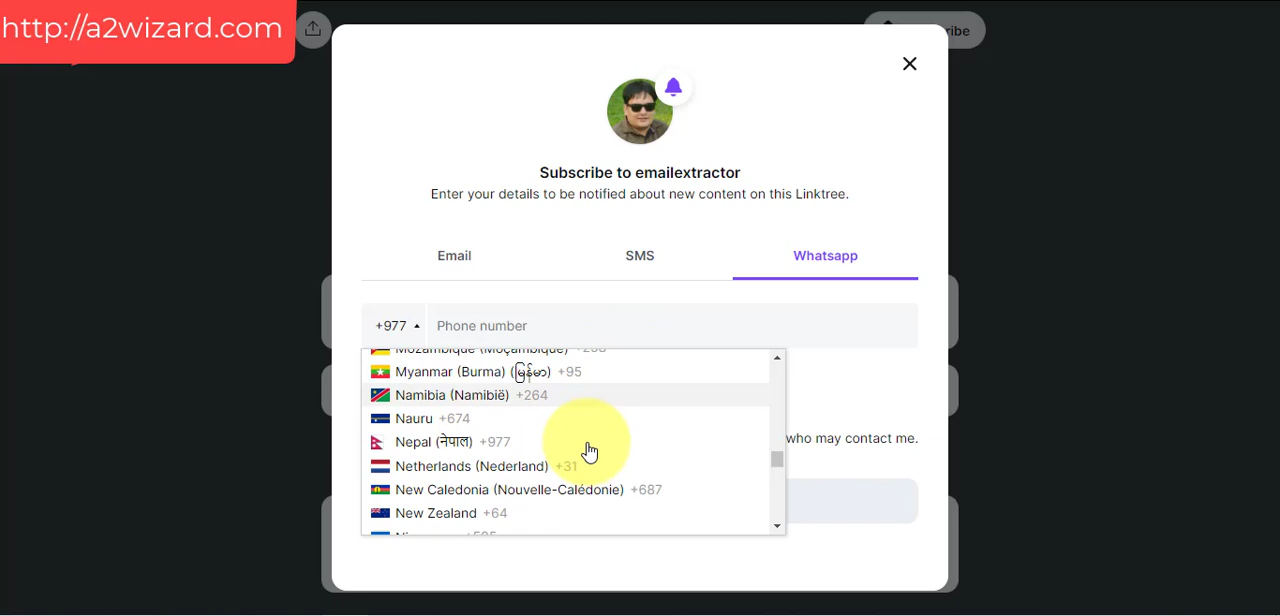 http://a2wizard.com
Subscribe to emailextractor
Enter your details to be notified about new content on this Linktree.
Email
SMS
Whatsapp
+977
Phone number
Mozambique (Moçambique)
Myanmar (Burma) (မြန်မာ) +95
Namibia (Namibië) +264
Nauru +674
Nepal (नेपाल) +977
Netherlands (Nederland) +31
who may contact me.
New Caledonia (Nouvelle-Calédonie) +687
New Zealand +64